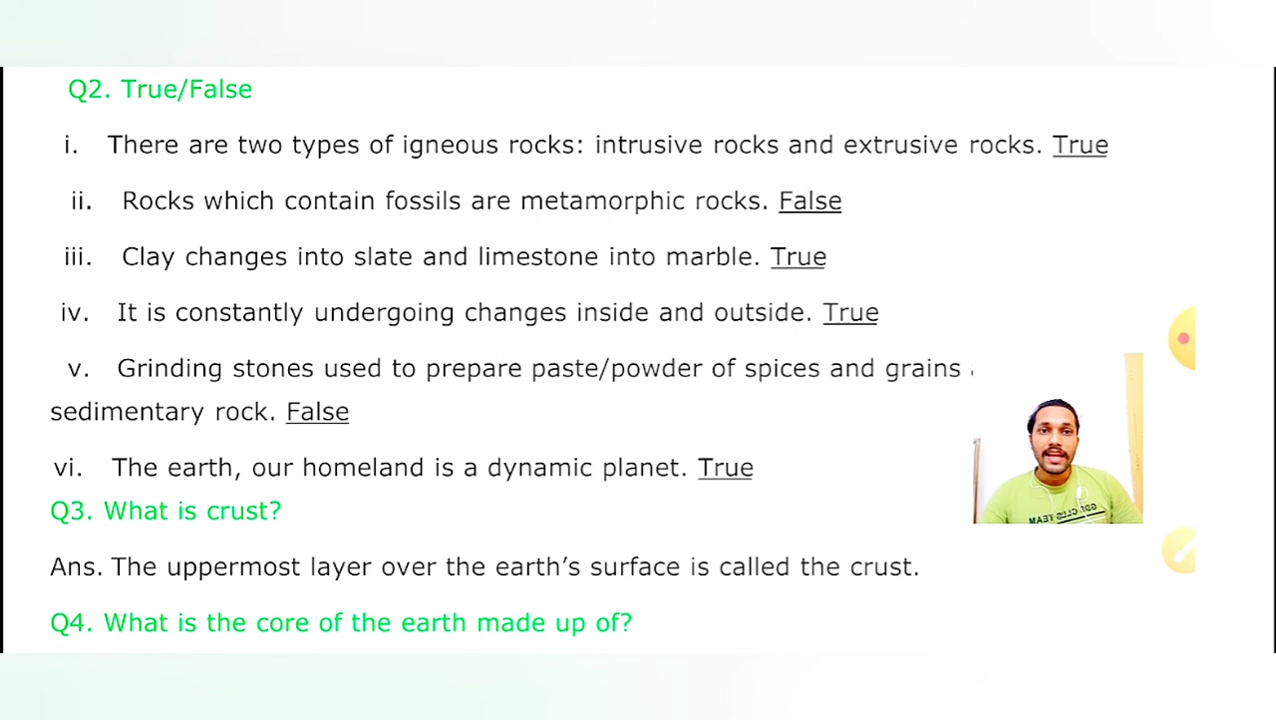 Q2. True/False
i. There are two types of igneous rocks: intrusive rocks and extrusive rocks. True
ii. Rocks which contain fossils are metamorphic rocks. False
iii. Clay changes into slate and limestone into marble. True
iv. It is constantly undergoing changes inside and outside. True
v. Grinding stones used to prepare paste/powder of spices and grains
sedimentary rock. False
vi. The earth, our homeland is a dynamic planet. True
Q3. What is crust?
Ans. The uppermost layer over the earth's surface is called the crust.
Q4. What is the core of the earth made up of?